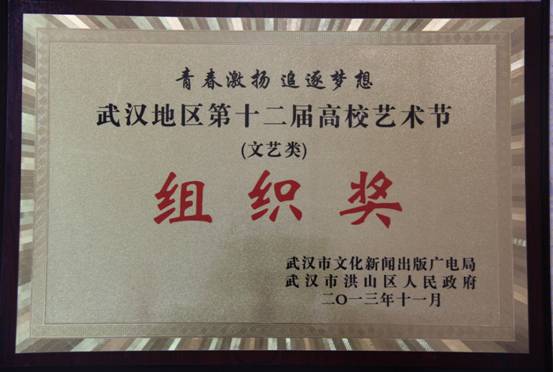 青春激扬 追逐梦想
武汉地区第十二届高校艺术节
(文艺类)
组织奖
武汉市文化新闻出版广电局
武汉市洪山区人民政府
二〇一三年十一月